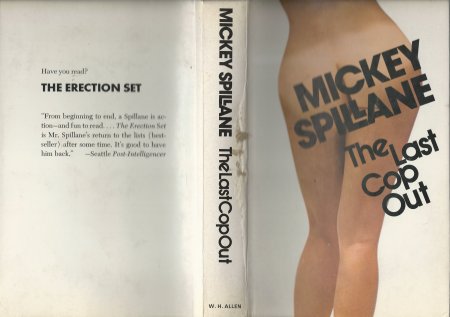 Have you read?
THE ERECTION SET
"From beginning to end, a Spillane is ac-
tion—and fun to read. . . . The Erection Set
is Mr. Spillane's return to the lists (best-
seller) after some time. It's good to have
him back." —Seattle Post-Intelligencer
MICKEY SPILLANE The Last Cop Out
W. H. ALLEN
MICKEY
SPILLANE
The Last
Cop
Out